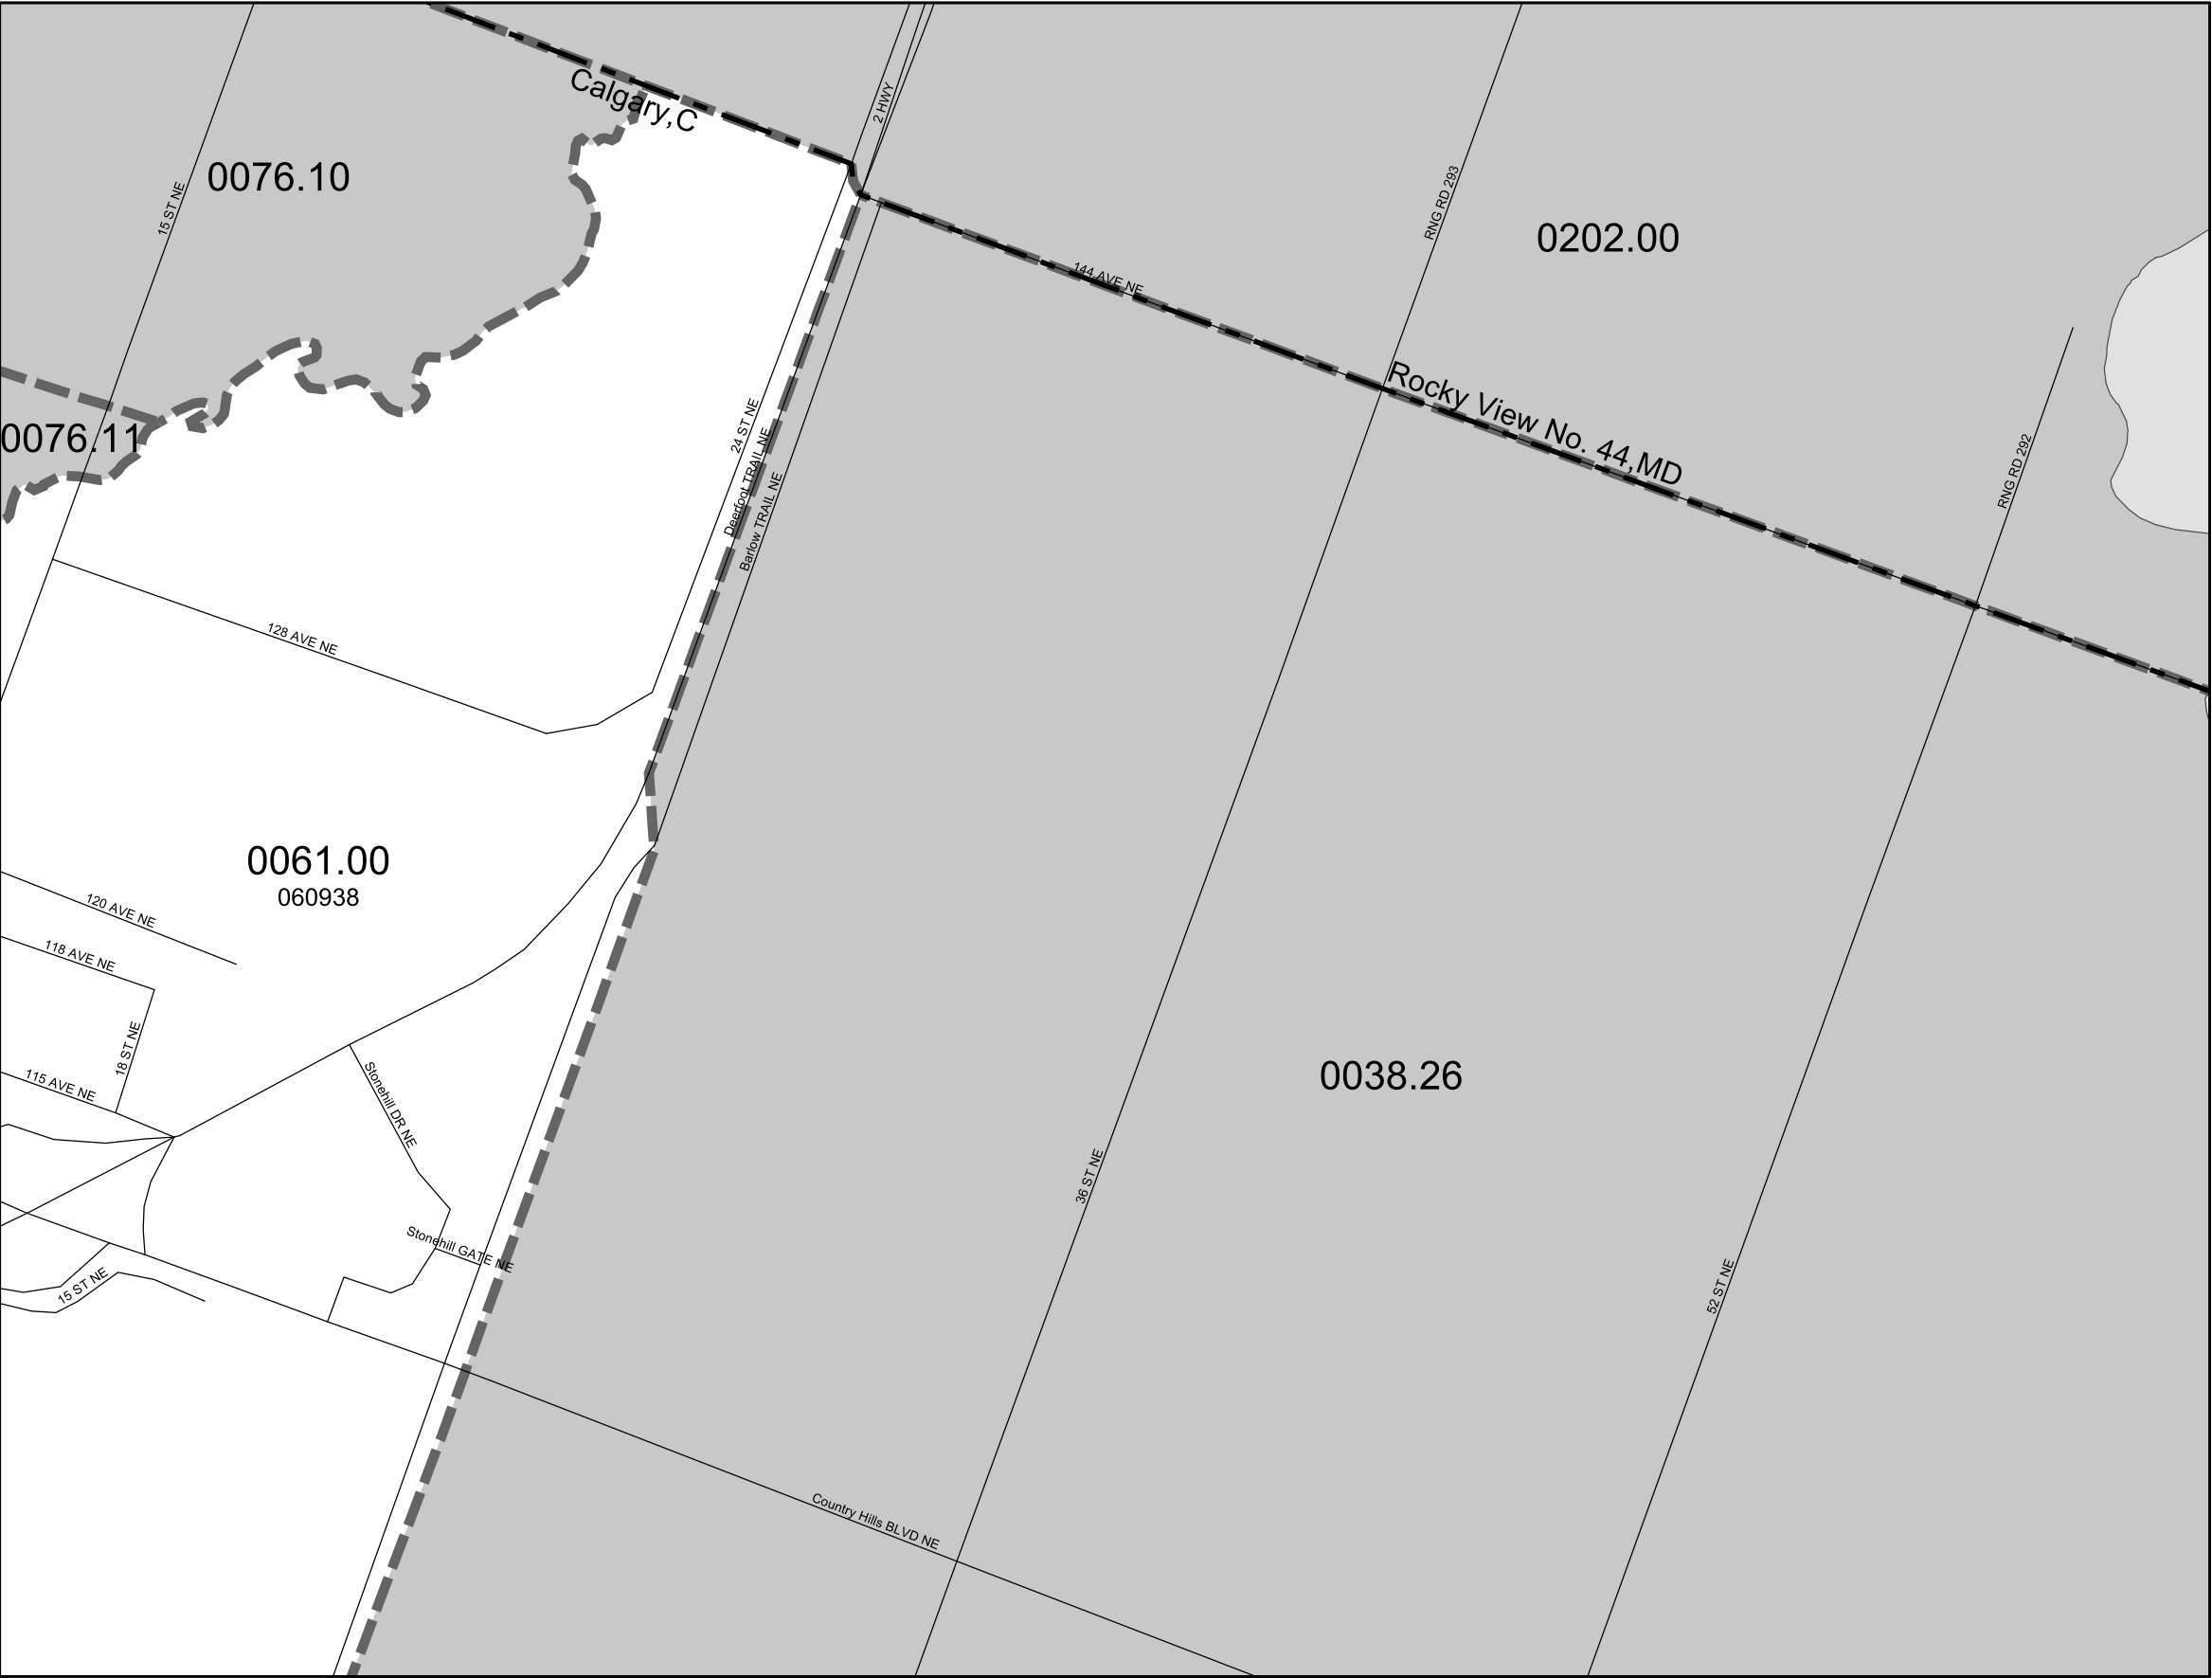 Calgary,C
2 HWY
0076.10
15 ST NE
RNG RD 293
0202.00
144 AVE NE
Rocky View No. 44,MD
0076.11
24 ST NE
Deerfoot TRAIL NE
Barlow TRAIL NE
RNG RD 292
128 AVE NE
0061.00
060938
120 AVE NE
118 AVE NE
18 ST NE
115 AVE NE
Stonehill DR NE
0038.26
36 ST NE
Stonehill GATE NE
15 ST NE
52 ST NE
Country Hills BLVD NE